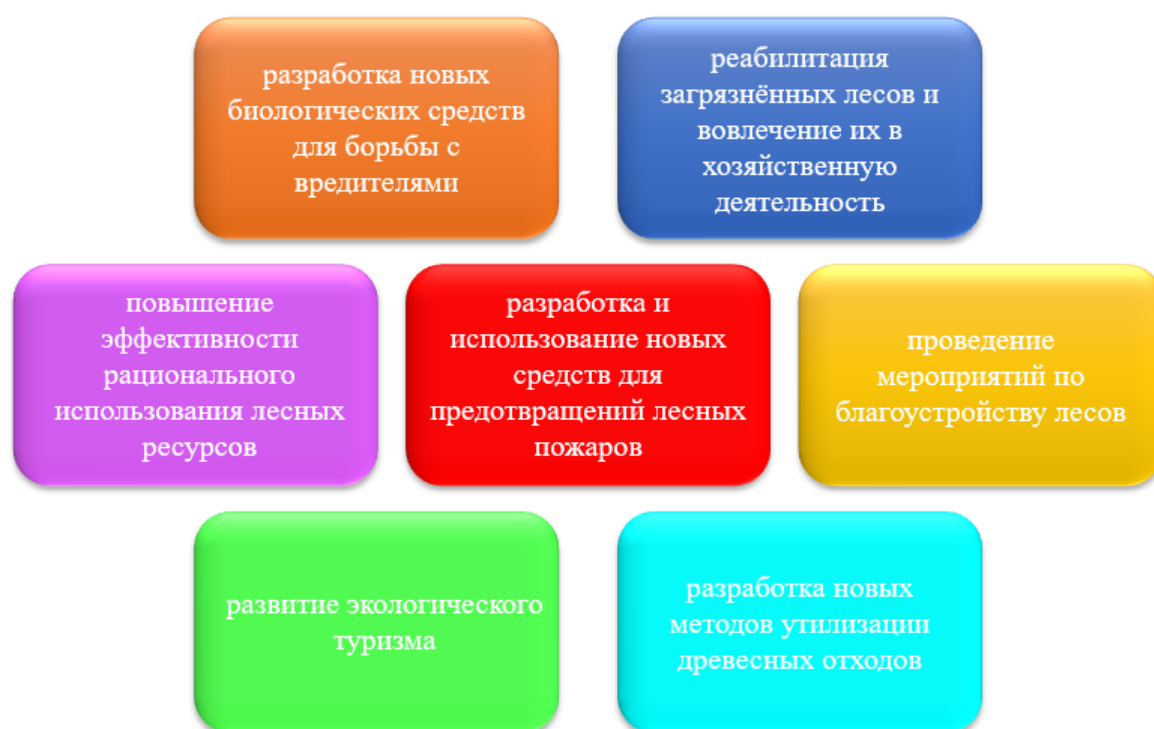 разработка новых
биологических средств
для борьбы с
вредителями
реабилитация
загрязнённых лесов и
вовлечение их в
хозяйственную
деятельность
повышение
эффективности
рационального
использования лесных
ресурсов
разработка и
использование новых
средств для
предотвращений лесных
пожаров
проведение
мероприятий по
благоустройству лесов
развитие экологического
туризма
разработка новых
методов утилизации
древесных отходов